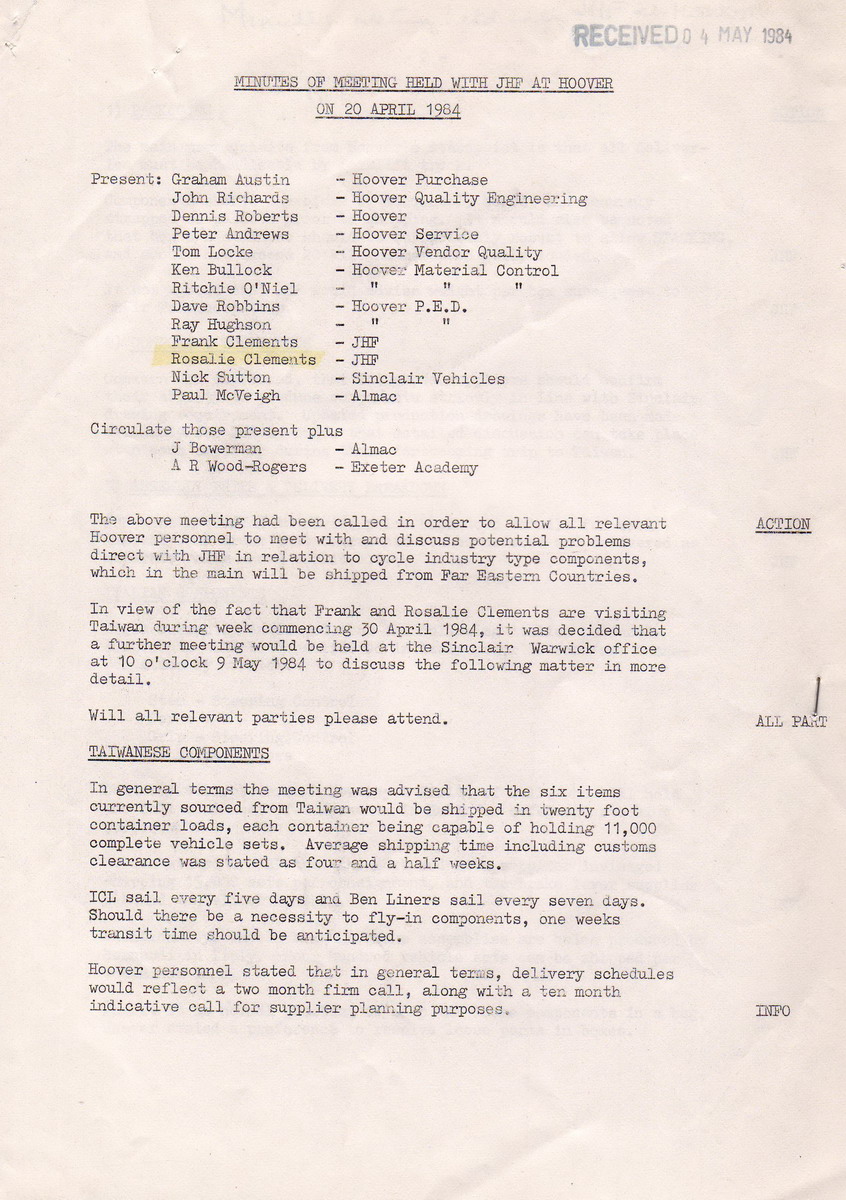 RECEIVED 04 MAY 1984
MINUTES OF MEETING HELD WITH JHF AT HOOVER
ON 20 APRIL 1984
Present: Graham Austin - Hoover Purchase
John Richards - Hoover Quality Engineering
Dennis Roberts - Hoover
Peter Andrews - Hoover Service
Tom Locke - Hoover Vendor Quality
Ken Bullock - Hoover Material Control
Ritchie O'Niel - " " "
Dave Robbins - Hoover P.E.D.
Ray Hughson - " "
Frank Clements - JHF
Rosalie Clements - JHF
Nick Sutton - Sinclair Vehicles
Paul McVeigh - Almac
Circulate those present plus
J Bowerman - Almac
A R Wood-Rogers - Exeter Academy
The above meeting had been called in order to allow all relevant ACTION
Hoover personnel to meet with and discuss potential problems
direct with JHF in relation to cycle industry type components,
which in the main will be shipped from Far Eastern Countries.
In view of the fact that Frank and Rosalie Clements are visiting
Taiwan during week commencing 30 April 1984, it was decided that
a further meeting would be held at the Sinclair Warwick office
at 10 o'clock 9 May 1984 to discuss the following matter in more
detail.
Will all relevant parties please attend. ALL PART
TAIWANESE COMPONENTS
In general terms the meeting was advised that the six items
currently sourced from Taiwan would be shipped in twenty foot
container loads, each container being capable of holding 11,000
complete vehicle sets. Average shipping time including customs
clearance was stated as four and a half weeks.
ICL sail every five days and Ben Liners sail every seven days.
Should there be a necessity to fly-in components, one weeks
transit time should be anticipated.
Hoover personnel stated that in general terms, delivery schedules
would reflect a two month firm call, along with a ten month
indicative call for supplier planning purposes. INFO